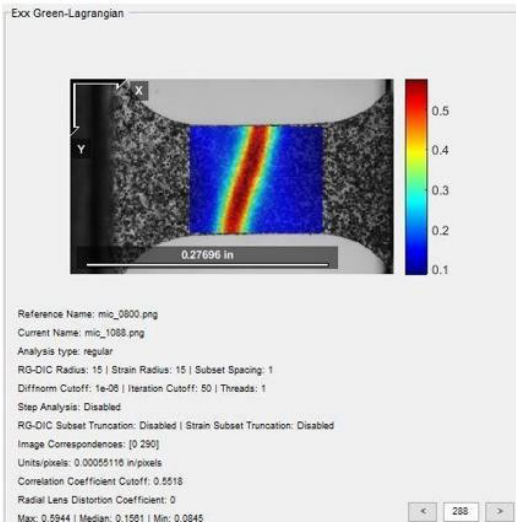 Exx Green-Lagrangian
X
Y
0.27696 in
0.5
0.4
0.3
0.2
0.1
Reference Name: mic_0800.png
Current Name: mic_1088.png
Analysis type: regular
RG-DIC Radius: 15 | Strain Radius: 15 | Subset Spacing: 1
Diffnorm Cutoff: 1e-06 | Iteration Cutoff: 50 | Threads: 1
Step Analysis: Disabled
RG-DIC Subset Truncation: Disabled | Strain Subset Truncation: Disabled
Image Correspondences: [0 290]
Units/pixels: 0.00055116 in/pixels
Correlation Coefficient Cutoff: 0.5518
Radial Lens Distortion Coefficient: 0
Max: 0.5944 | Median: 0.1561 | Min: 0.0845
< 288 >